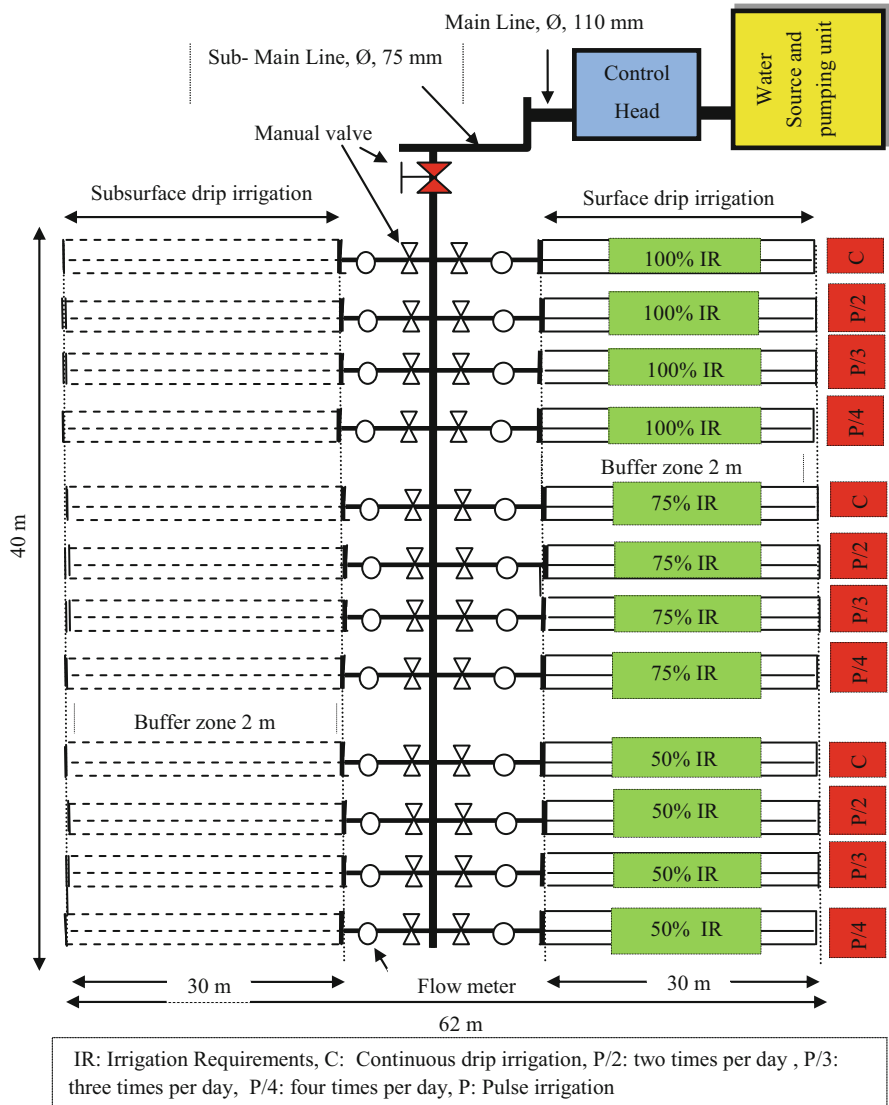 Main Line, Ø, 110 mm
Sub- Main Line, Ø, 75 mm
Control
Head
Water
Source and
pumping unit
Manual valve
Subsurface drip irrigation
Surface drip irrigation
100% IR
C
100% IR
P/2
100% IR
P/3
100% IR
P/4
Buffer zone 2 m
75% IR
C
40 m
75% IR
P/2
75% IR
P/3
75% IR
P/4
Buffer zone 2 m
50% IR
C
50% IR
P/2
50% IR
P/3
50% IR
P/4
30 m
Flow meter
30 m
62 m
IR: Irrigation Requirements, C: Continuous drip irrigation, P/2: two times per day , P/3:
three times per day, P/4: four times per day, P: Pulse irrigation